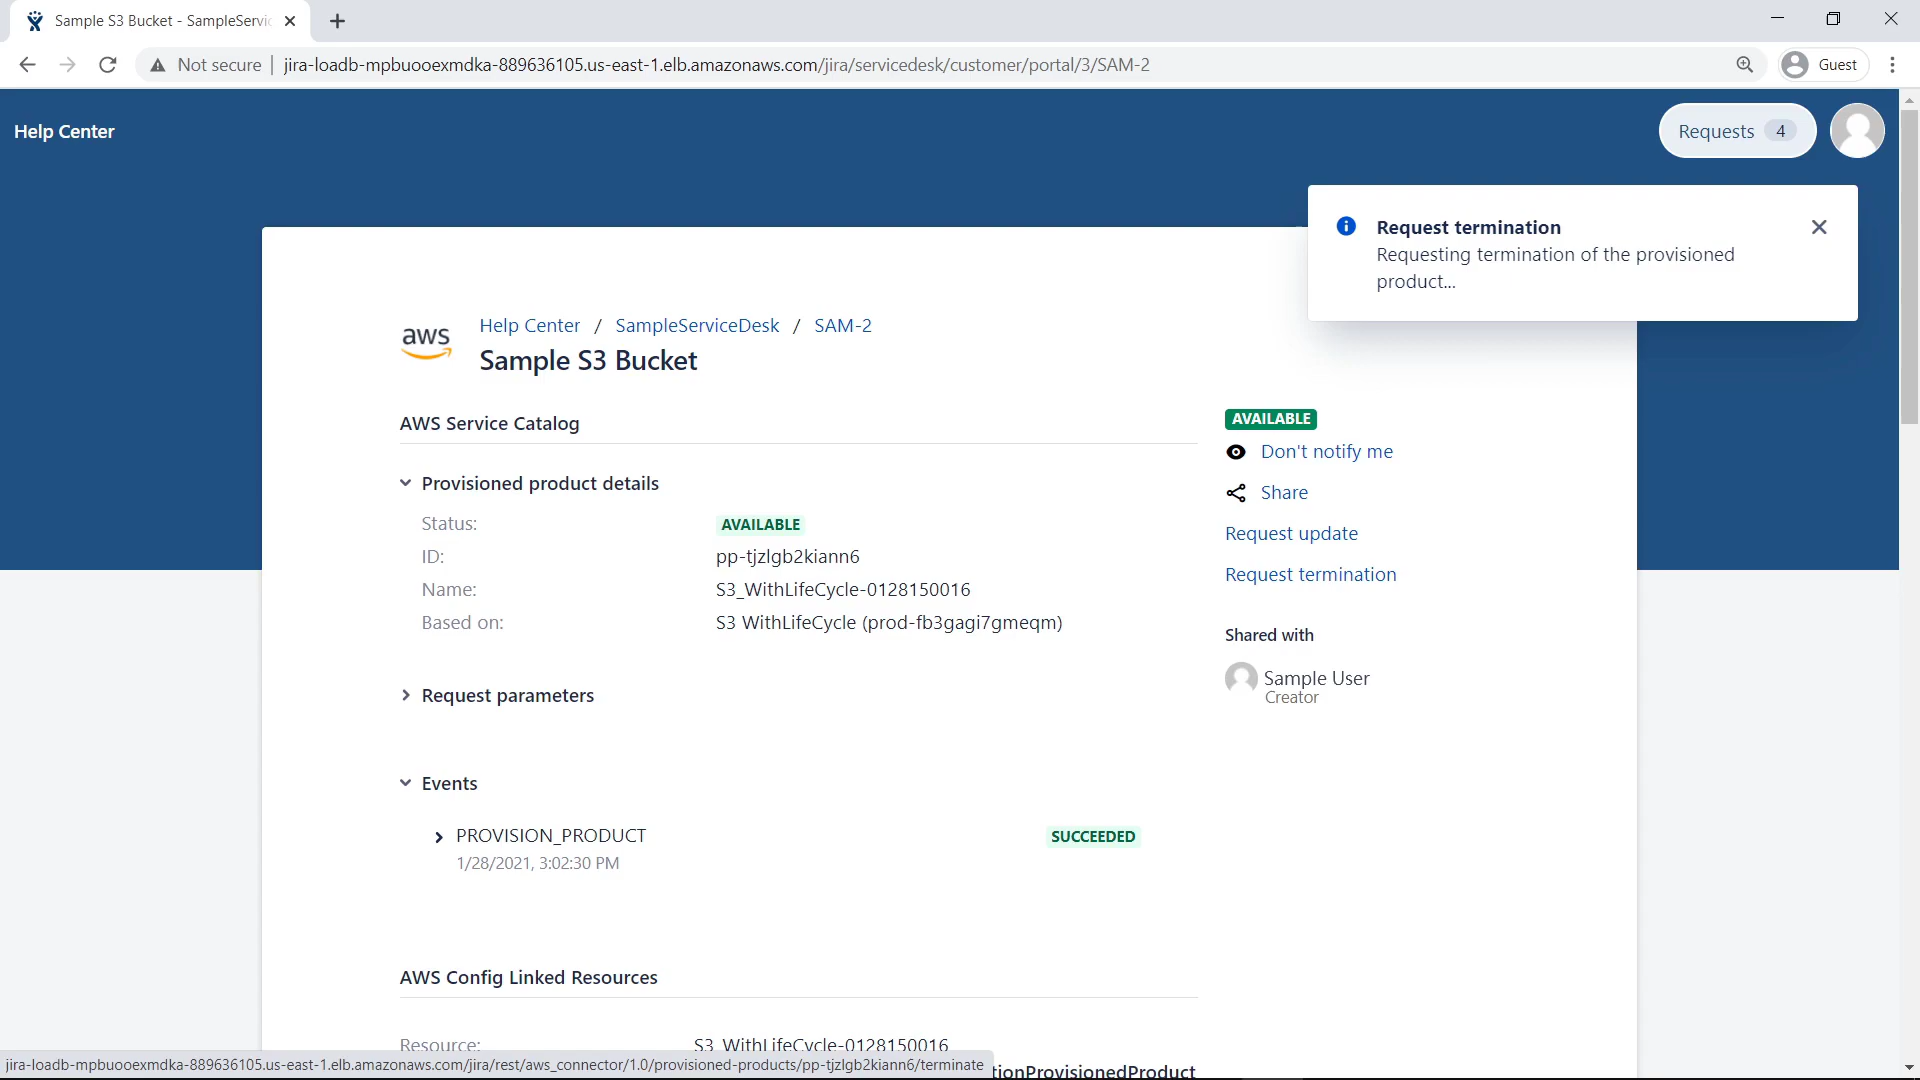 Sample S3 Bucket - SampleServic
Not secure
jira-loadb-mpbuooexmdka-889636105.us-east-1.elb.amazonaws.com/jira/servicedesk/customer/portal/3/SAM-2
Guest
Help Center
Requests 4
Request termination
Requesting termination of the provisioned
product...
aws
Help Center / SampleServiceDesk / SAM-2
Sample S3 Bucket
AWS Service Catalog
AVAILABLE
Don't notify me
Share
Request update
Request termination
Shared with
Sample User
Creator
Provisioned product details
Status: AVAILABLE
ID: pp-tjzlgb2kiann6
Name: S3_WithLifeCycle-0128150016
Based on: S3 WithLifeCycle (prod-fb3gagi7gmeqm)
Request parameters
Events
PROVISION_PRODUCT SUCCEEDED
1/28/2021, 3:02:30 PM
AWS Config Linked Resources
Resource: S3_WithLifeCycle-0128150016
tionProvisionedProduct
jira-loadb-mpbuooexmdka-889636105.us-east-1.elb.amazonaws.com/jira/rest/aws_connector/1.0/provisioned-products/pp-tjzlgb2kiann6/terminate